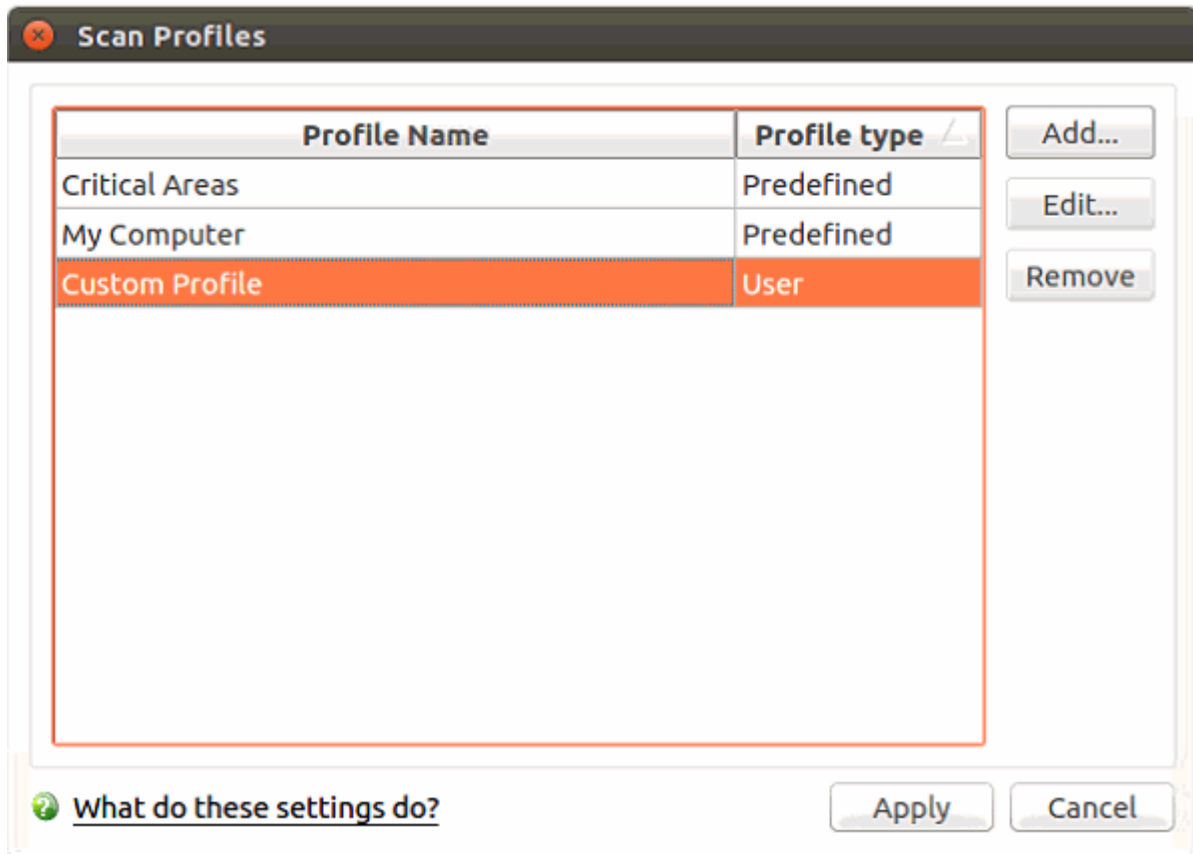 Scan Profiles
Profile Name Profile type Add...
Critical Areas Predefined
Edit...
My Computer Predefined
Remove
Custom Profile User
What do these settings do? Apply Cancel